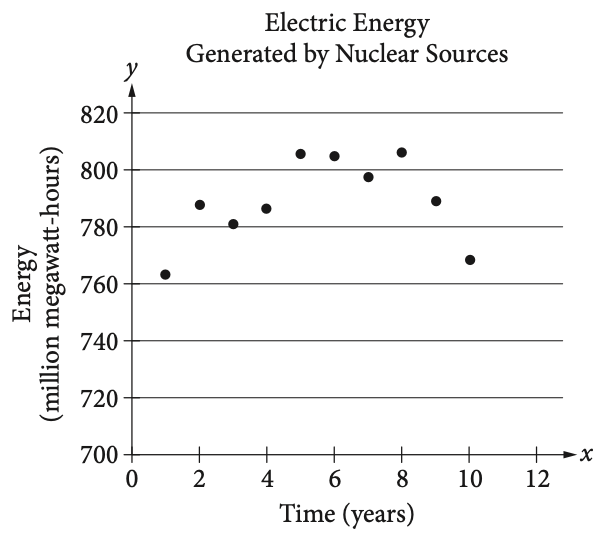 Electric Energy
Generated by Nuclear Sources
y
820
800
780
760
740
720
700
Energy
(million megawatt-hours)
0 2 4 6 8 10 12 x
Time (years)